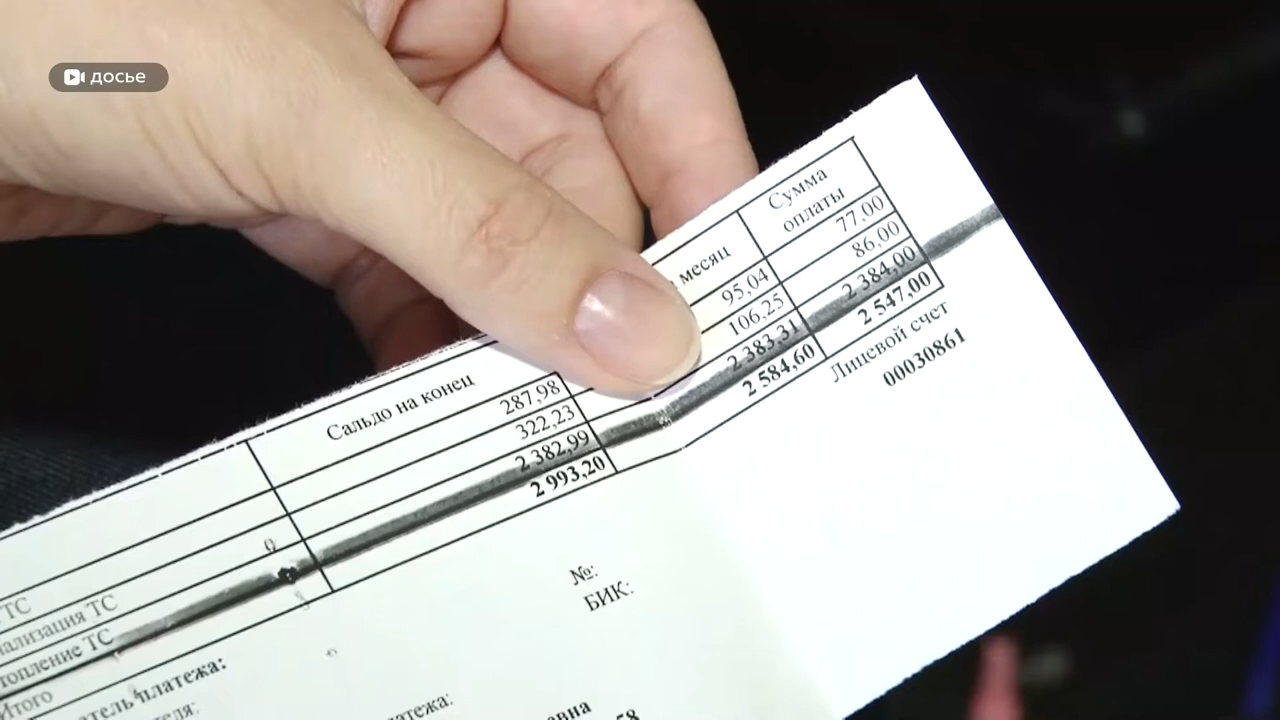 досье
месяц
Сумма
оплаты
95,04
77,00
106,25
86,00
2 383,31
2 384,00
2 584,60
2 547,00
Сальдо на конец
287,98
322,23
2 382,99
2 993,20
Лицевой счет
00030861
ТС
ализация ТС
топление ТС
Итого
№:
БИК:
платежа: